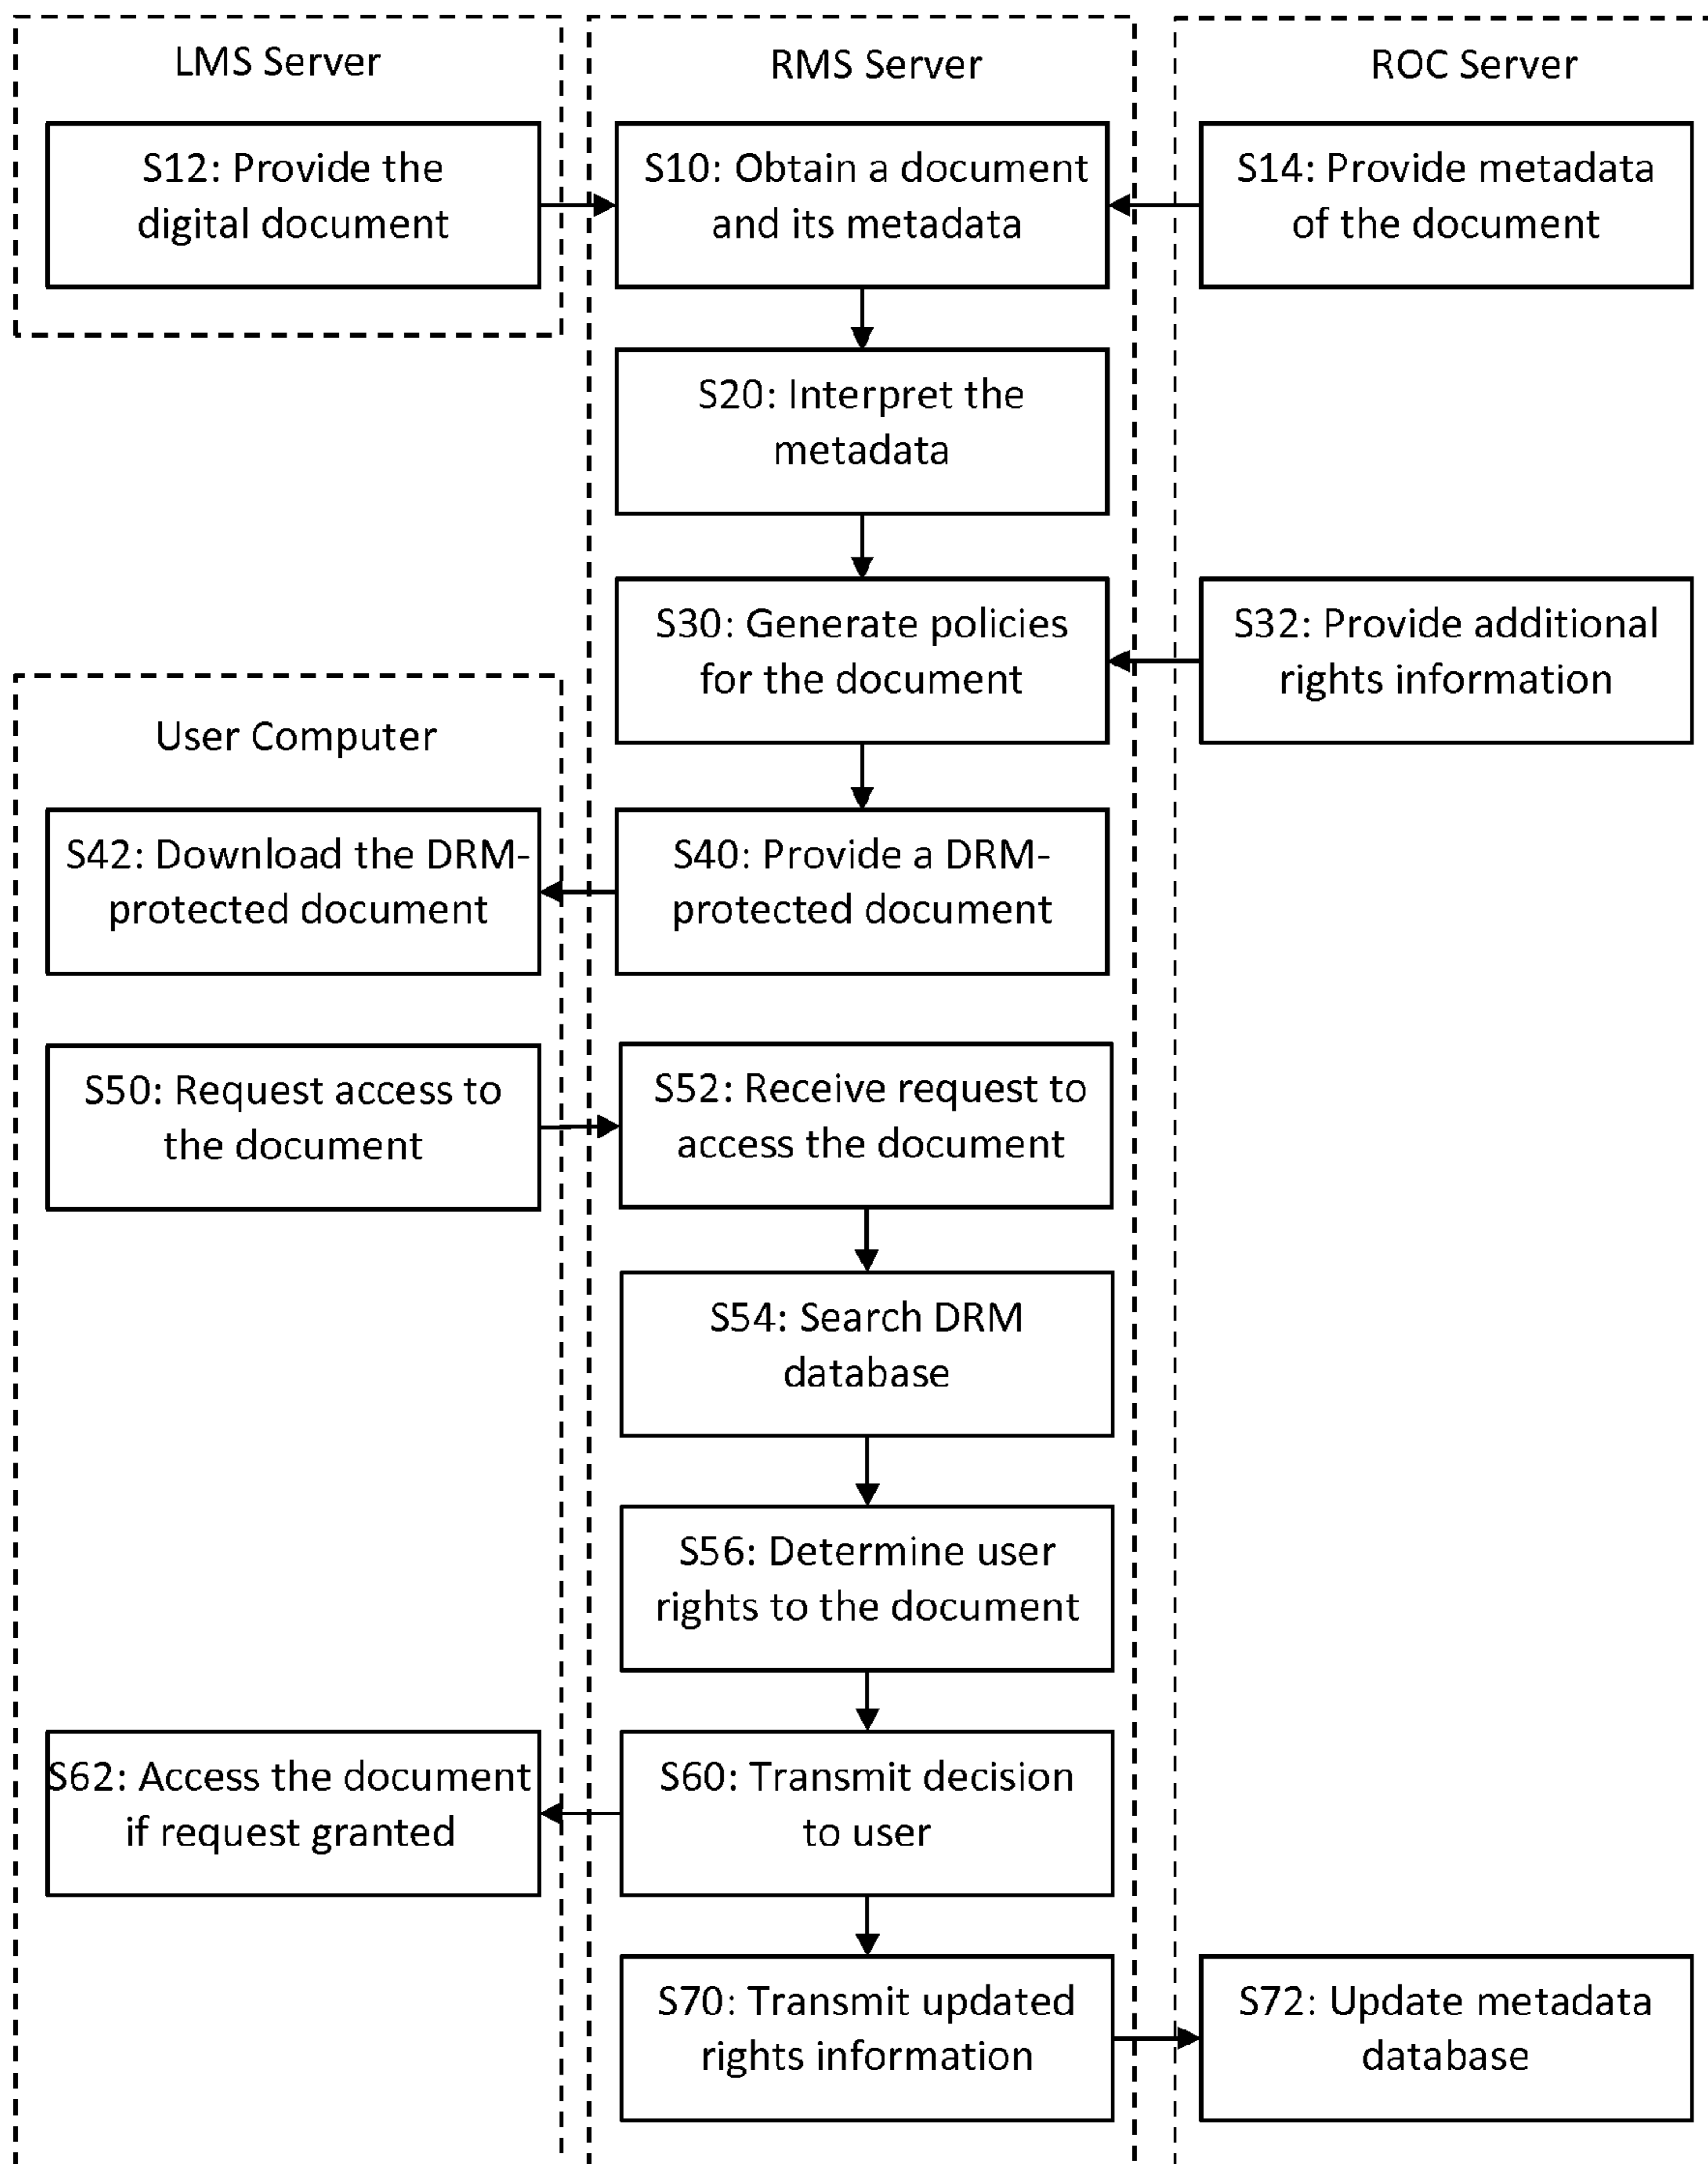 LMS Server
RMS Server
ROC Server
S12: Provide the
digital document
S10: Obtain a document
and its metadata
S14: Provide metadata
of the document
S20: Interpret the
metadata
S30: Generate policies
for the document
S32: Provide additional
rights information
User Computer
S42: Download the DRM-
protected document
S40: Provide a DRM-
protected document
S50: Request access to
the document
S52: Receive request to
access the document
S54: Search DRM
database
S56: Determine user
rights to the document
S62: Access the document
if request granted
S60: Transmit decision
to user
S70: Transmit updated
rights information
S72: Update metadata
database